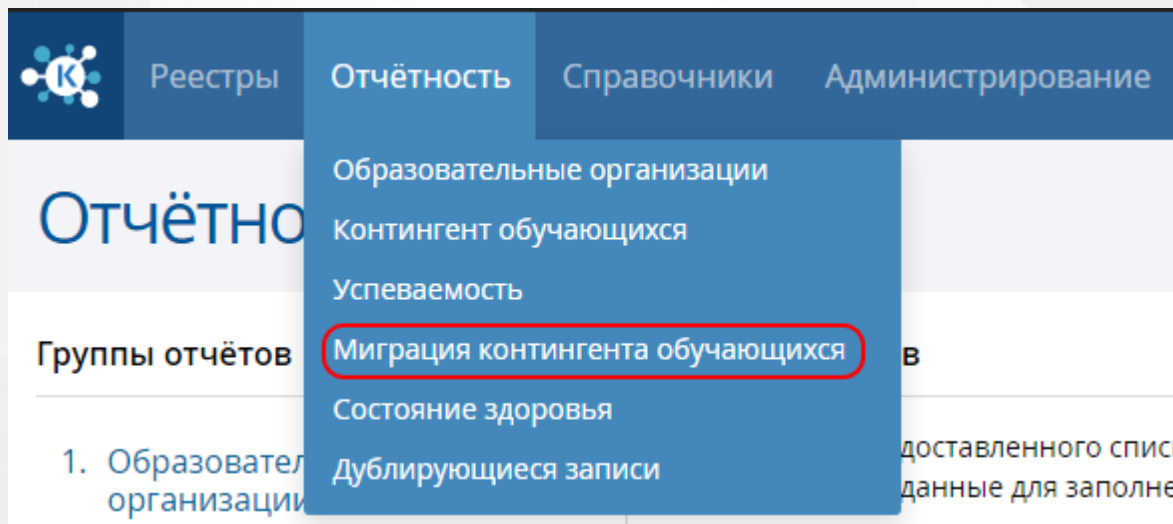 К
Реестры Отчётность Справочники Администрирование
Образовательные организации
Отчётно
Контингент обучающихся
Успеваемость
Группы отчётов Миграция контингента обучающихся в
Состояние здоровья
1. Образовател доставленного спис
Дублирующиеся записи данные для заполне
организации